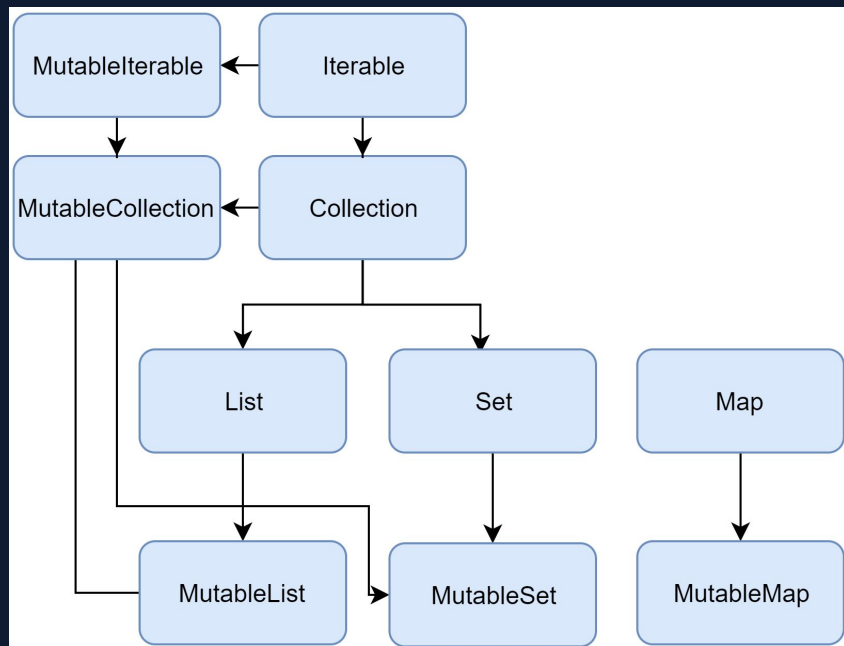 MutableIterable
Iterable
MutableCollection
Collection
List
Set
Map
MutableList
MutableSet
MutableMap